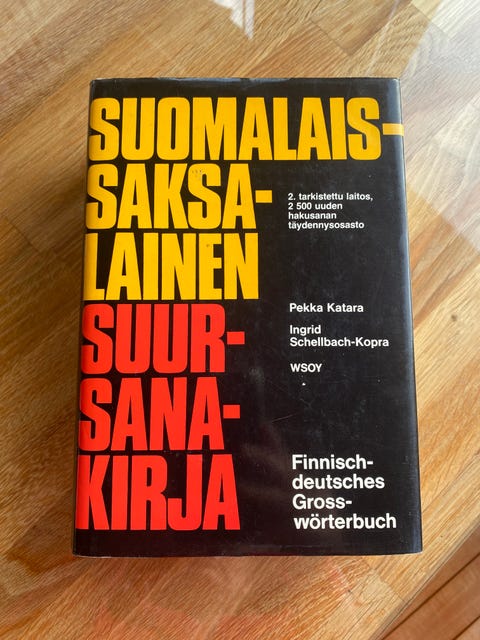 SUOMALAIS-
SAKSA-
LAINEN
SUUR-
SANA-
KIRJA
2. tarkistettu laitos,
2 500 uuden
hakusanan
täydennysosasto
Pekka Katara
Ingrid
Schellbach-Kopra
WSOY
Finnisch-
deutsches
Gross-
wörterbuch